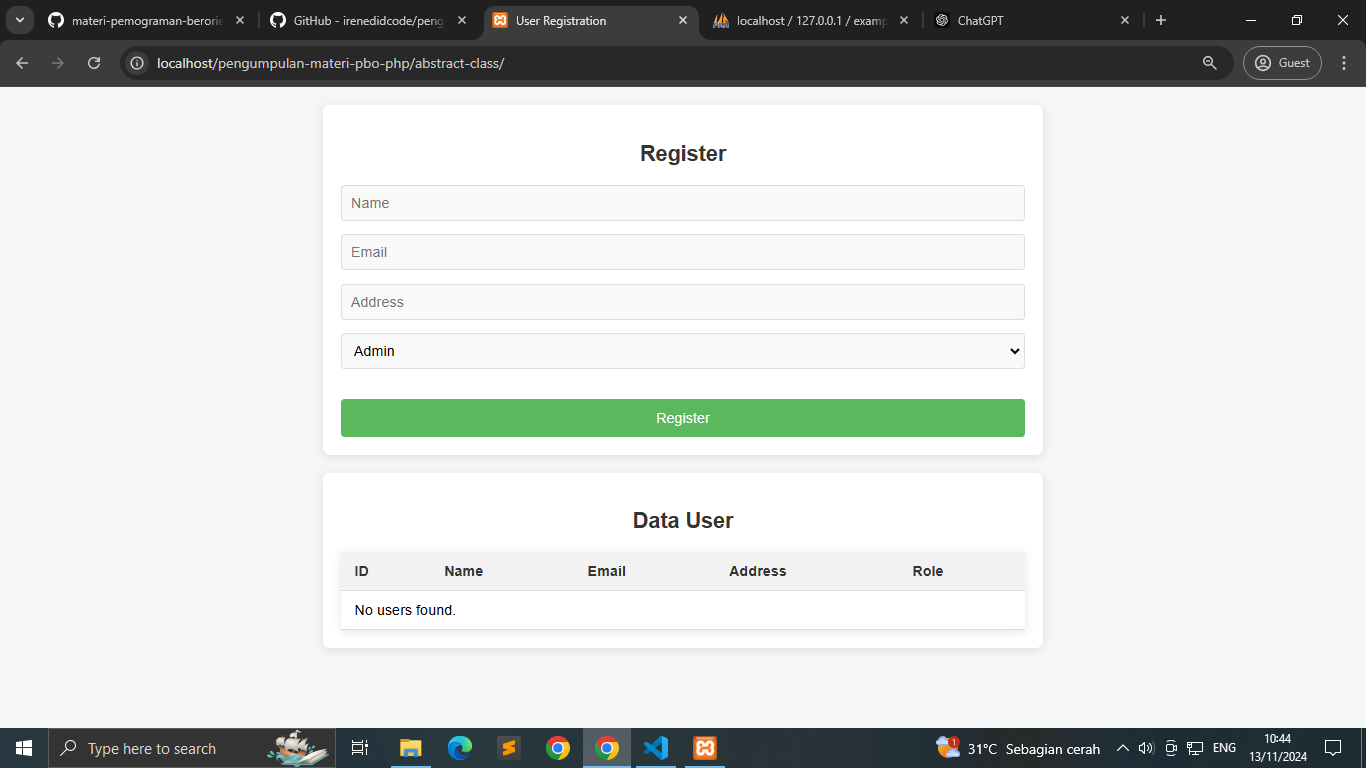 materi-pemograman-berorie
GitHub - irenedidcode/peng
User Registration
localhost / 127.0.0.1 / examp
ChatGPT
localhost/pengumpulan-materi-pbo-php/abstract-class/
Guest
Register
Name
Email
Address
Admin
Register
Data User
ID Name Email Address Role
No users found.
Type here to search
1
31°C Sebagian cerah
ENG
10:44
13/11/2024